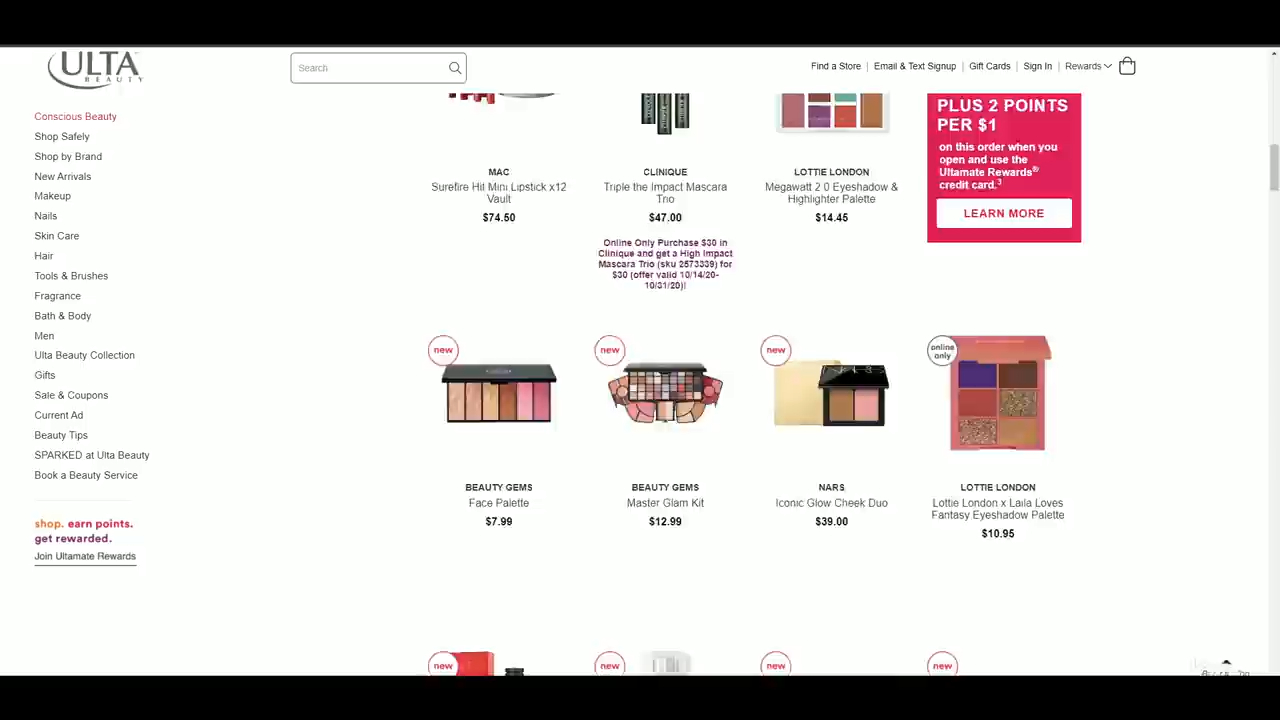 ULTA
BEAUTY
Search
Find a Store
Email & Text Signup
Gift Cards
Sign In
Rewards
Conscious Beauty
Shop Safely
Shop by Brand
New Arrivals
Makeup
Nails
Skin Care
Hair
Tools & Brushes
Fragrance
Bath & Body
Men
Ulta Beauty Collection
Gifts
Sale & Coupons
Current Ad
Beauty Tips
SPARKED at Ulta Beauty
Book a Beauty Service
shop. earn points.
get rewarded.
Join Ultamate Rewards
MAC
Surefire Hit Mini Lipstick x12
Vault
$74.50
CLINIQUE
Triple the Impact Mascara
Trio
$47.00
Online Only Purchase $30 in
Clinique and get a High Impact
Mascara Trio (sku 2573339) for
$30 (offer valid 10/14/20-
10/31/20)!
LOTTIE LONDON
Megawatt 2.0 Eyeshadow &
Highlighter Palette
$14.45
PLUS 2 POINTS
PER $1
on this order when you
open and use the
Ultamate Rewards®
credit card.3
LEARN MORE
new
BEAUTY GEMS
Face Palette
$7.99
new
BEAUTY GEMS
Master Glam Kit
$12.99
new
NARS
NARS
Iconic Glow Cheek Duo
$39.00
online
only
LOTTIE LONDON
Lottie London x Laila Loves
Fantasy Eyeshadow Palette
$10.95
new
new
new
new